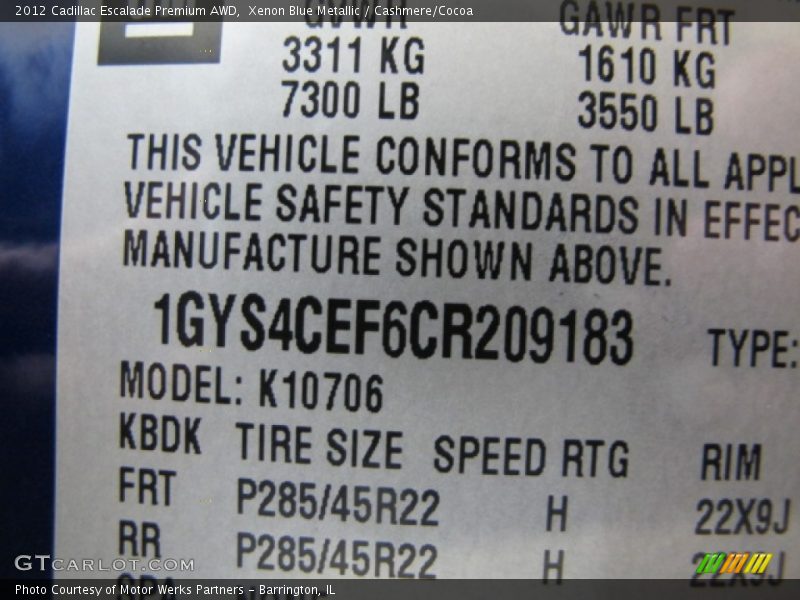 2012 Cadillac Escalade Premium AWD, Xenon Blue Metallic / Cashmere/Cocoa
GVWR GAWR FRT
3311 KG 1610 KG
7300 LB 3550 LB
THIS VEHICLE CONFORMS TO ALL APPL
VEHICLE SAFETY STANDARDS IN EFFEC
MANUFACTURE SHOWN ABOVE.
1GYS4CEF6CR209183 TYPE:
MODEL: K10706
KBDK TIRE SIZE SPEED RTG RIM
FRT P285/45R22 H 22X9J
RR P285/45R22 H 22X9J
GTCARLOT.COM
Photo Courtesy of Motor Werks Partners - Barrington, IL